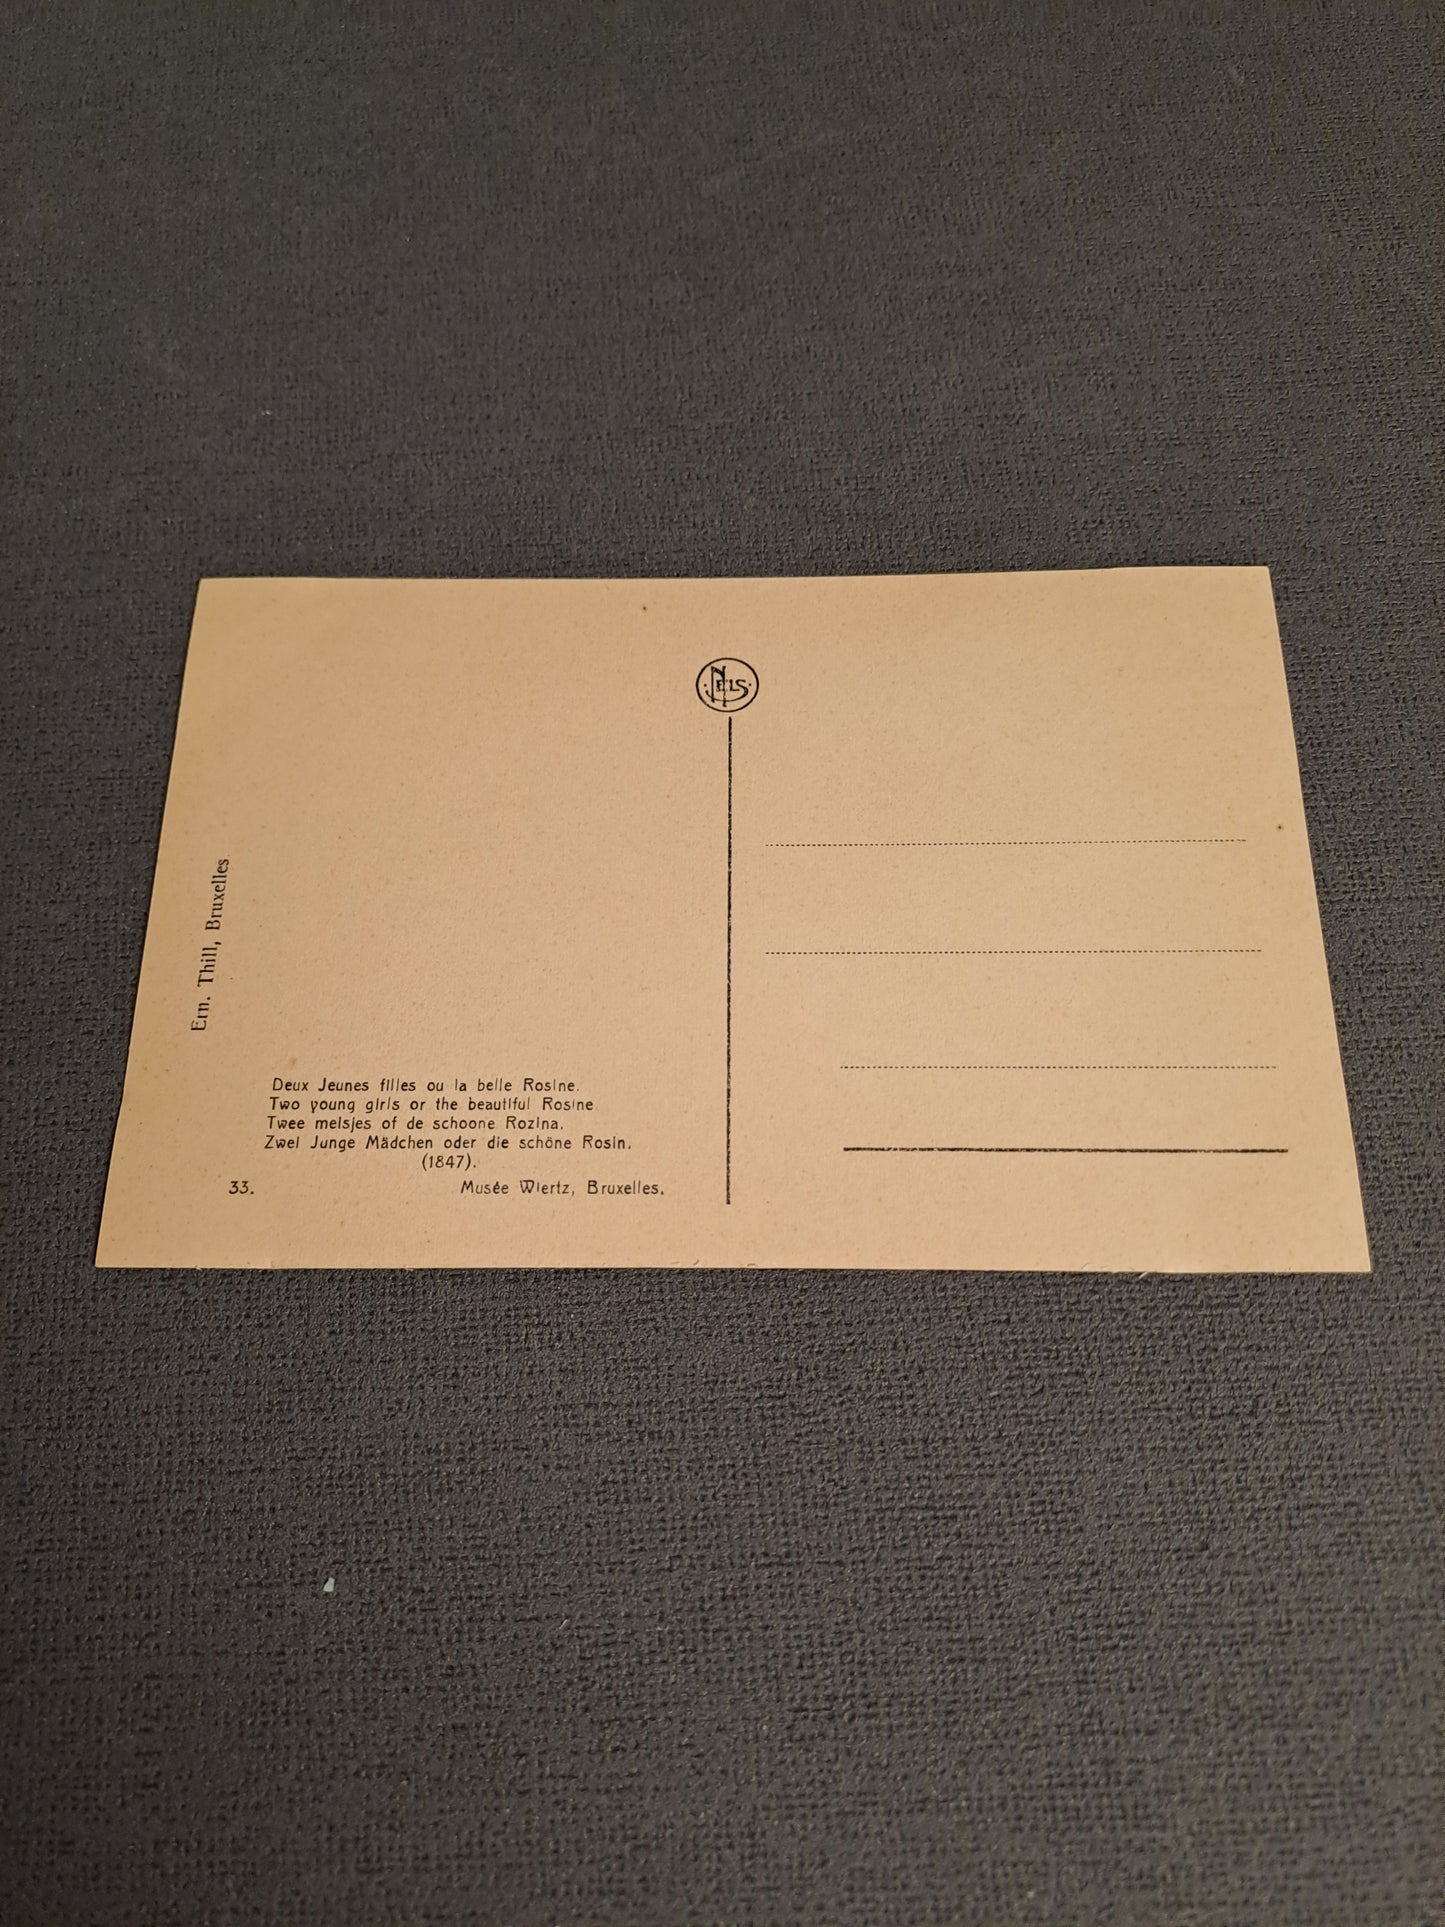 NELS
Ern. Thill, Bruxelles
Deux Jeunes filles ou la belle Rosine.
Two young girls or the beautiful Rosine
Twee meisjes of de schoone Rozina.
Zwei Junge Mädchen oder die schöne Rosin.
(1847).
33. Musée Wiertz, Bruxelles.